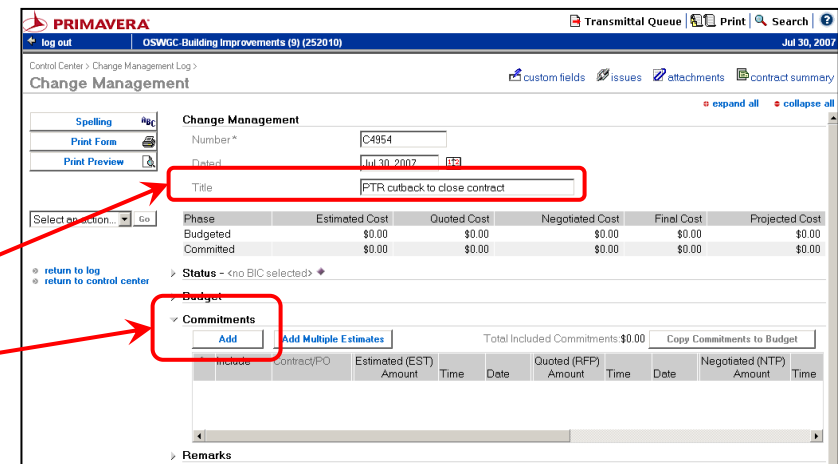 PRIMAVERA Transmittal Queue Print Search ?
log out OSWGC-Building Improvements (9) (252010) Jul 30, 2007
Control Center > Change Management Log >
Change Management custom fields issues attachments contract summary
expand all collapse all
Spelling ABC Change Management
Print Form Number* C4954
Print Preview Dated Jul 30, 2007
Title PTR cutback to close contract
Select an action... Go
Phase Estimated Cost Quoted Cost Negotiated Cost Final Cost Projected Cost
Budgeted $0.00 $0.00 $0.00 $0.00 $0.00
Committed $0.00 $0.00 $0.00 $0.00 $0.00
return to log Status - <no BIC selected>
return to control center
Budget
Commitments
Add Add Multiple Estimates Total Included Commitments:$0.00 Copy Commitments to Budget
Include Contract/PO Estimated (EST) Amount Time Date Quoted (RFP) Amount Time Date Negotiated (NTP) Amount Time
Remarks